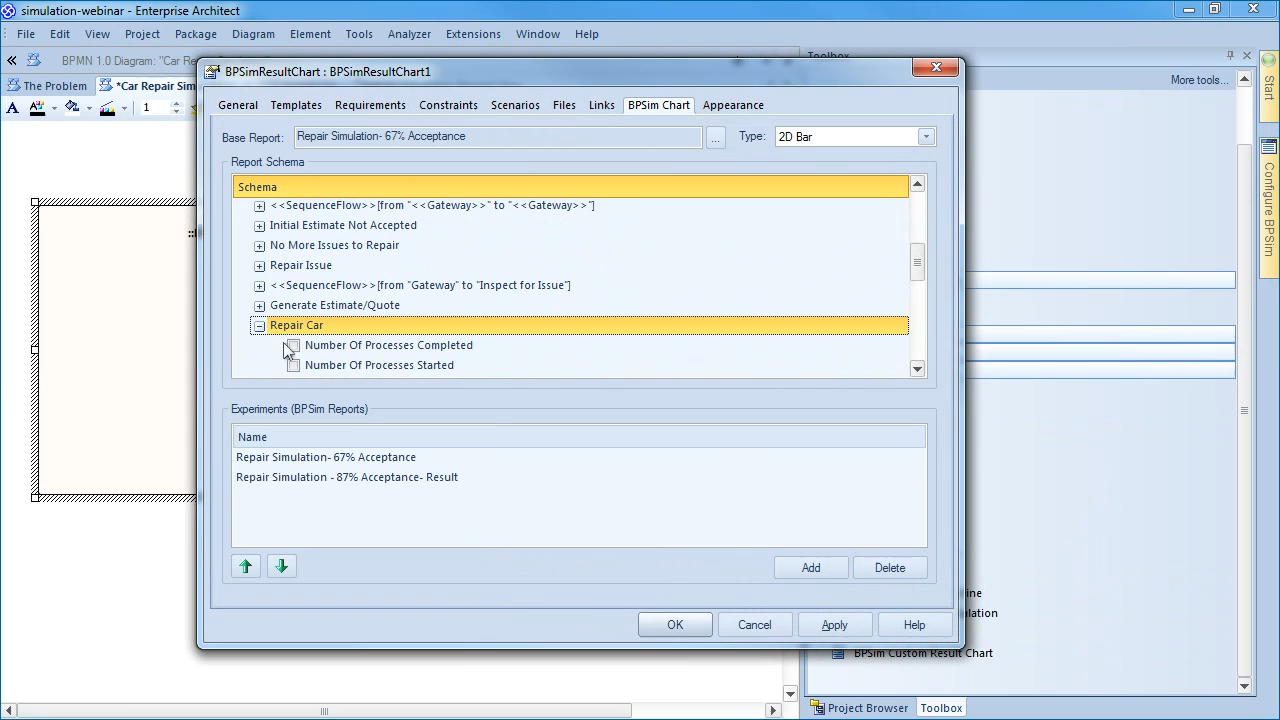 simulation-webinar - Enterprise Architect
File Edit View Project Package Diagram Element Tools Analyzer Extensions Window Help
BPMN 1.0 Diagram: "Car Re
Toolbox
The Problem *Car Repair Sim
More tools...
A 1
BPSimResultChart : BPSimResultChart1
General Templates Requirements Constraints Scenarios Files Links BPSim Chart Appearance
Base Report: Repair Simulation- 67% Acceptance ... Type: 2D Bar
Report Schema
Schema
<<SequenceFlow>>[from "<<Gateway>>" to "<<Gateway>>"]
Initial Estimate Not Accepted
No More Issues to Repair
Repair Issue
<<SequenceFlow>>[from "Gateway" to "Inspect for Issue"]
Generate Estimate/Quote
Repair Car
Number Of Processes Completed
Number Of Processes Started
Experiments (BPSim Reports)
Name
Repair Simulation- 67% Acceptance
Repair Simulation - 87% Acceptance- Result
Add Delete
OK Cancel Apply Help
ine
ulation
BPSim Custom Result Chart
Project Browser Toolbox
Start
Configure BPSim